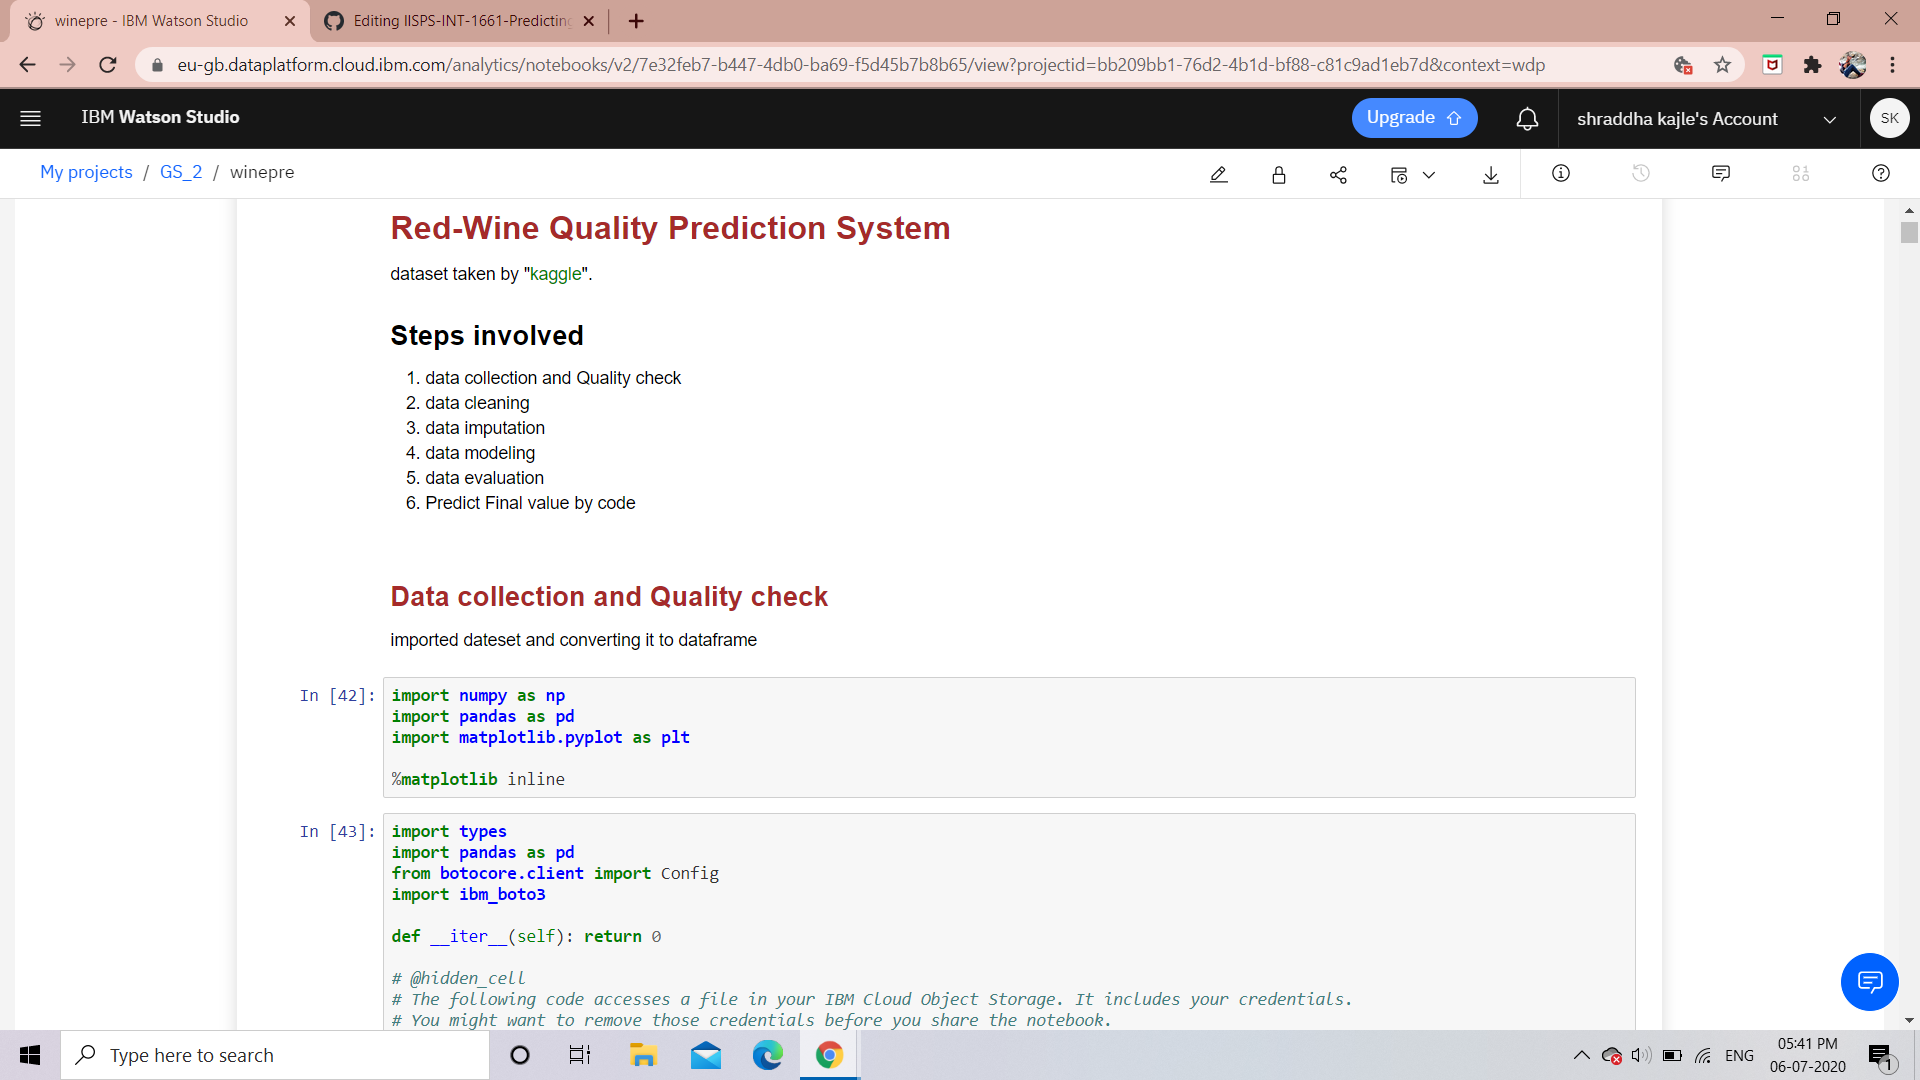 winepre - IBM Watson Studio
Editing IISPS-INT-1661-Predicting
eu-gb.dataplatform.cloud.ibm.com/analytics/notebooks/v2/7e32feb7-b447-4db0-ba69-f5d45b7b8b65/view?projectid=bb209bb1-76d2-4b1d-bf88-c81c9ad1eb7d&context=wdp
IBM Watson Studio
Upgrade
shraddha kajle's Account
SK
My projects / GS_2 / winepre
Red-Wine Quality Prediction System
dataset taken by "kaggle".
Steps involved
1. data collection and Quality check
2. data cleaning
3. data imputation
4. data modeling
5. data evaluation
6. Predict Final value by code
Data collection and Quality check
imported dateset and converting it to dataframe
In [42]:
import numpy as np
import pandas as pd
import matplotlib.pyplot as plt
%matplotlib inline
In [43]:
import types
import pandas as pd
from botocore.client import Config
import ibm_boto3
def __iter__(self): return 0
# @hidden_cell
# The following code accesses a file in your IBM Cloud Object Storage. It includes your credentials.
# You might want to remove those credentials before you share the notebook.
Type here to search
ENG
05:41 PM
06-07-2020
1